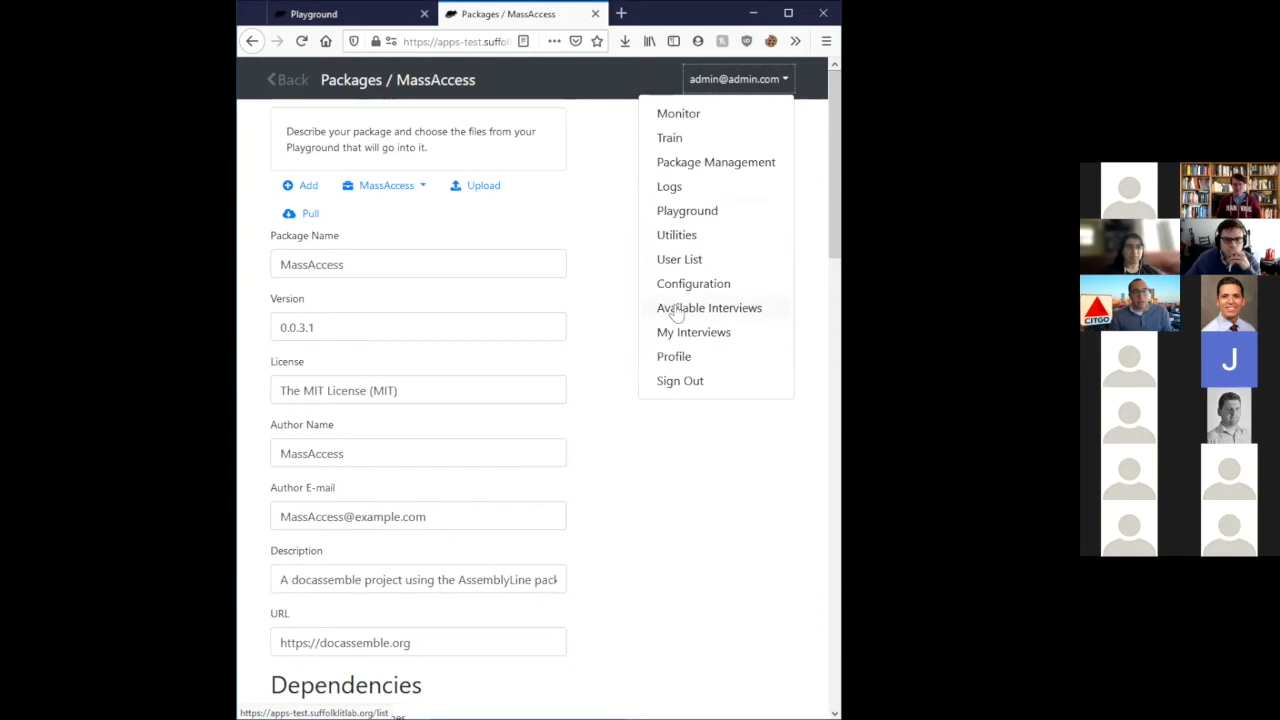 Playground
Packages / MassAccess
https://apps-test.suffol
Back
Packages / MassAccess
admin@admin.com
Describe your package and choose the files from your
Playground that will go into it.
Add
MassAccess
Upload
Pull
Package Name
MassAccess
Version
0.0.3.1
License
The MIT License (MIT)
Author Name
MassAccess
Author E-mail
MassAccess@example.com
Description
A docassemble project using the AssemblyLine pack
URL
https://docassemble.org
Dependencies
https://apps-test.suffolklitlab.org/list
Monitor
Train
Package Management
Logs
Playground
Utilities
User List
Configuration
Available Interviews
My Interviews
Profile
Sign Out
CITGO
J